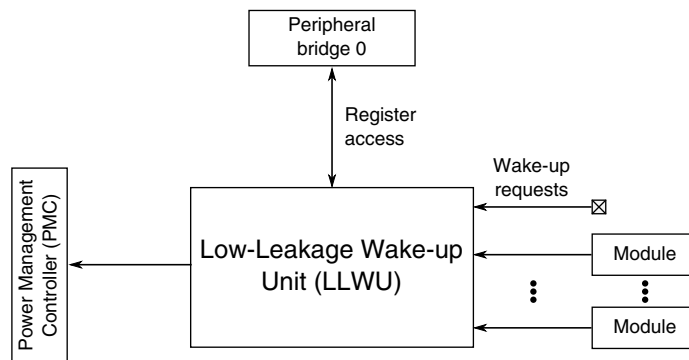 Peripheral
bridge 0
Register
access
Wake-up
requests
Power Management
Controller (PMC)
Low-Leakage Wake-up
Unit (LLWU)
Module
Module